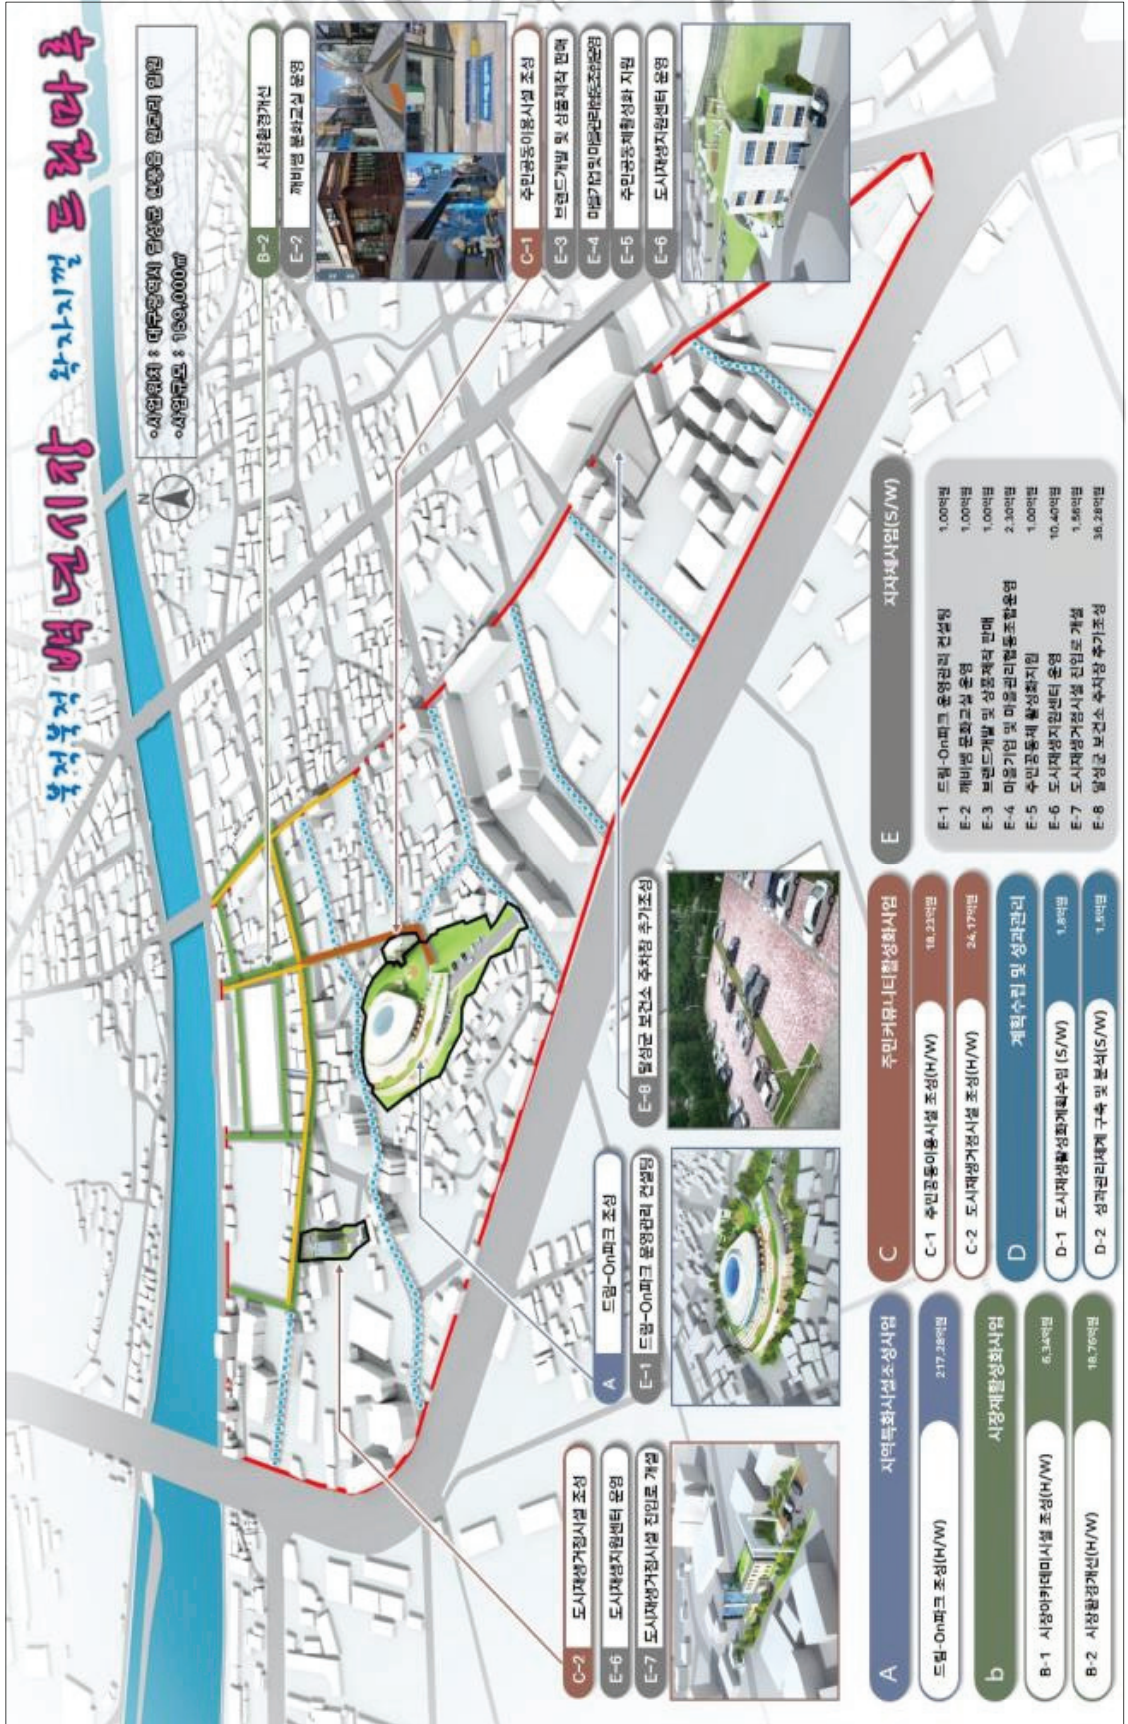 북적북적 백년시장 왁자지껄 드림마루
•사업위치 : 대구광역시 달성군 현풍읍 원교리 일원
•사업규모 : 159,000㎡
N
B-2 시장환경개선
E-2 깨비쌤 문화교실 운영
C-1 주민공동이용시설 조성
E-3 브랜드개발 및 상품제작 판매
E-4 마을기업및마을관리협동조합운영
E-5 주민공동체활성화 지원
E-6 도시재생지원센터 운영
C-2 도시재생거점시설 조성
E-6 도시재생지원센터 운영
E-7 도시재생거점시설 진입로 개설
A 드림-On파크 조성
E-1 드림-On파크 운영관리 컨설팅
E-8 달성군 보건소 주차장 추가조성
A 지역특화시설조성사업
드림-On파크 조성(H/W) 217.28억원
b 시장재활성화사업
B-1 시장아카데미시설 조성(H/W) 6.34억원
B-2 시장환경개선(H/W) 18.76억원
C 주민커뮤니티활성화사업
C-1 주민공동이용시설 조성(H/W) 18.23억원
C-2 도시재생거점시설 조성(H/W) 24.17억원
D 계획수립 및 성과관리
D-1 도시재생활성화계획수립(S/W) 1.8억원
D-2 성과관리체계 구축 및 분석(S/W) 1.5억원
E 지자체사업(S/W)
E-1 드림-On파크 운영관리 컨설팅 1.00억원
E-2 깨비쌤 문화교실 운영 1.00억원
E-3 브랜드개발 및 상품제작 판매 1.00억원
E-4 마을기업 및 마을관리협동조합운영 2.30억원
E-5 주민공동체 활성화지원 1.00억원
E-6 도시재생지원센터 운영 10.40억원
E-7 도시재생거점시설 진입로 개설 1.56억원
E-8 달성군 보건소 주차장 추가조성 36.28억원